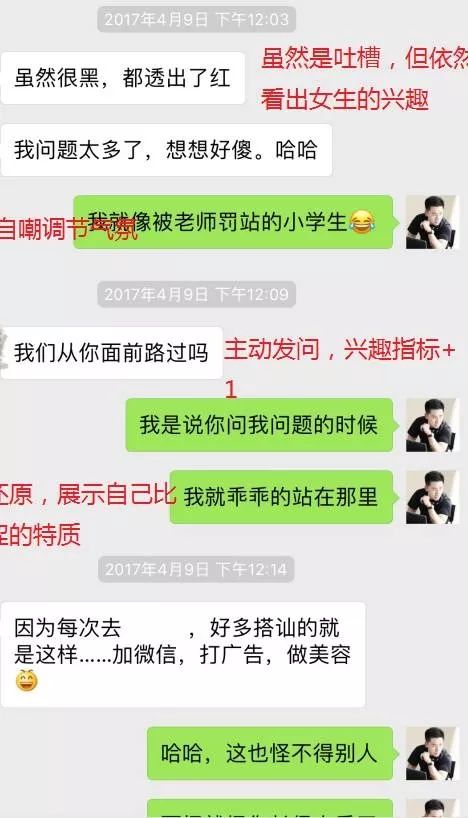 2017年4月9日 下午12:03
虽然很黑，都透出了红
虽然是吐槽，但依然
看出女生的兴趣
我问题太多了，想想好傻。哈哈
我就像被老师罚站的小学生😂
自嘲调节气氛
2017年4月9日 下午12:09
我们从你面前路过吗
主动发问，兴趣指标+
1
我是说你问我问题的时候
还原，展示自己比
我就乖乖的站在那里
的特质
2017年4月9日 下午12:14
因为每次去 ，好多搭讪的就
是这样……加微信，打广告，做美容
😄
哈哈，这也怪不得别人